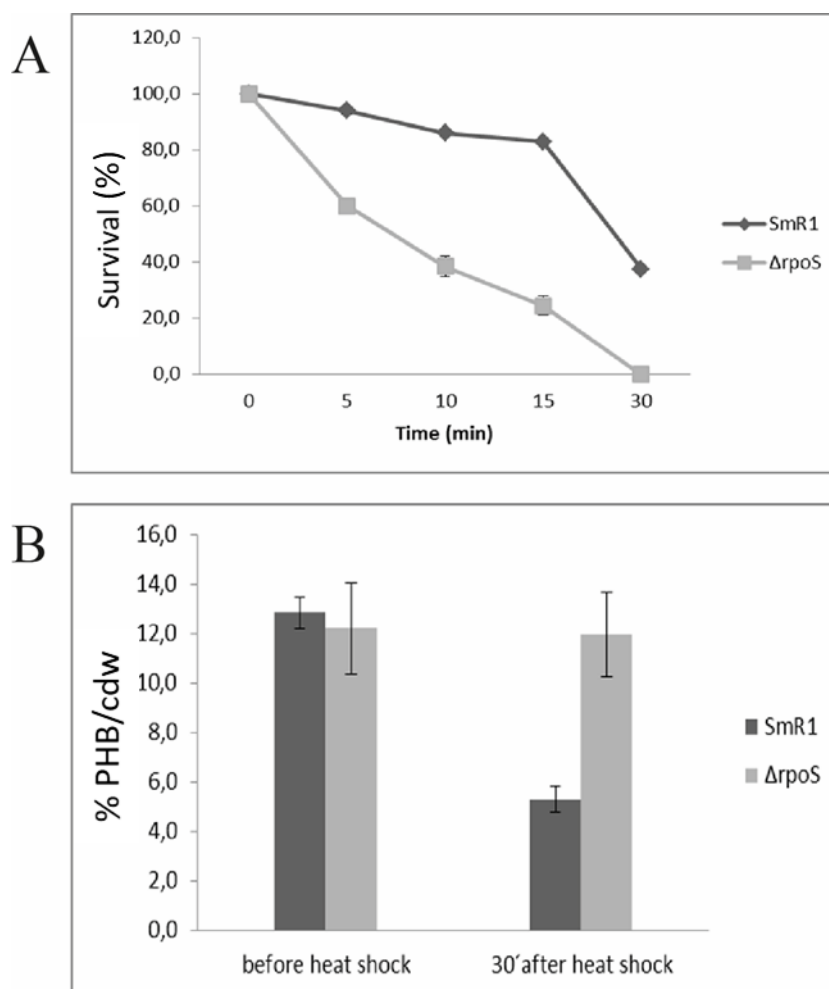 A
120,0
100,0
80,0
60,0
40,0
20,0
0,0
Survival (%)
0 5 10 15 30
Time (min)
SmR1
ΔrpoS
B
16,0
14,0
12,0
10,0
8,0
6,0
4,0
2,0
0,0
% PHB/cdw
before heat shock 30´after heat shock
SmR1
ΔrpoS